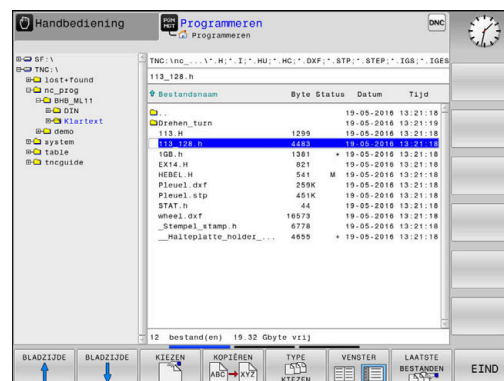 Handbediening
PGM MGT
Programmeren
Programmeren
DNC
SF:\
TNC:\
lost+found
nc_prog
BHB_ML11
DIN
Klartext
demo
system
table
tncguide
TNC:\nc_...\*.H;*.I;*.HU;*.HC;*.DXF;*.STP;*.STEP;*.IGS;*.IGES
113_128.h
Bestandsnaam Byte Status Datum Tijd
.. 19-05-2016 13:21:18
Drehen_turn 19-05-2016 13:21:19
113.H 1299 19-05-2016 13:21:18
113_128.h 4483 19-05-2016 13:21:18
1GB.h 1381 + 19-05-2016 13:21:18
EX14.H 821 19-05-2016 13:21:18
HEBEL.H 541 M 19-05-2016 13:21:18
Pleuel.dxf 259K 19-05-2016 13:21:18
Pleuel.stp 451K 19-05-2016 13:21:18
STAT.h 44 19-05-2016 13:21:18
wheel.dxf 16573 19-05-2016 13:21:18
_Stempel_stamp.h 6778 19-05-2016 13:21:18
__Halteplatte_holder_... 4655 + 19-05-2016 13:21:18
12 bestand(en) 19.32 Gbyte vrij
BLADZIJDE
BLADZIJDE
KIEZEN
KOPIËREN
ABC XYZ
TYPE
KIEZEN
VENSTER
LAATSTE
BESTANDEN
EIND